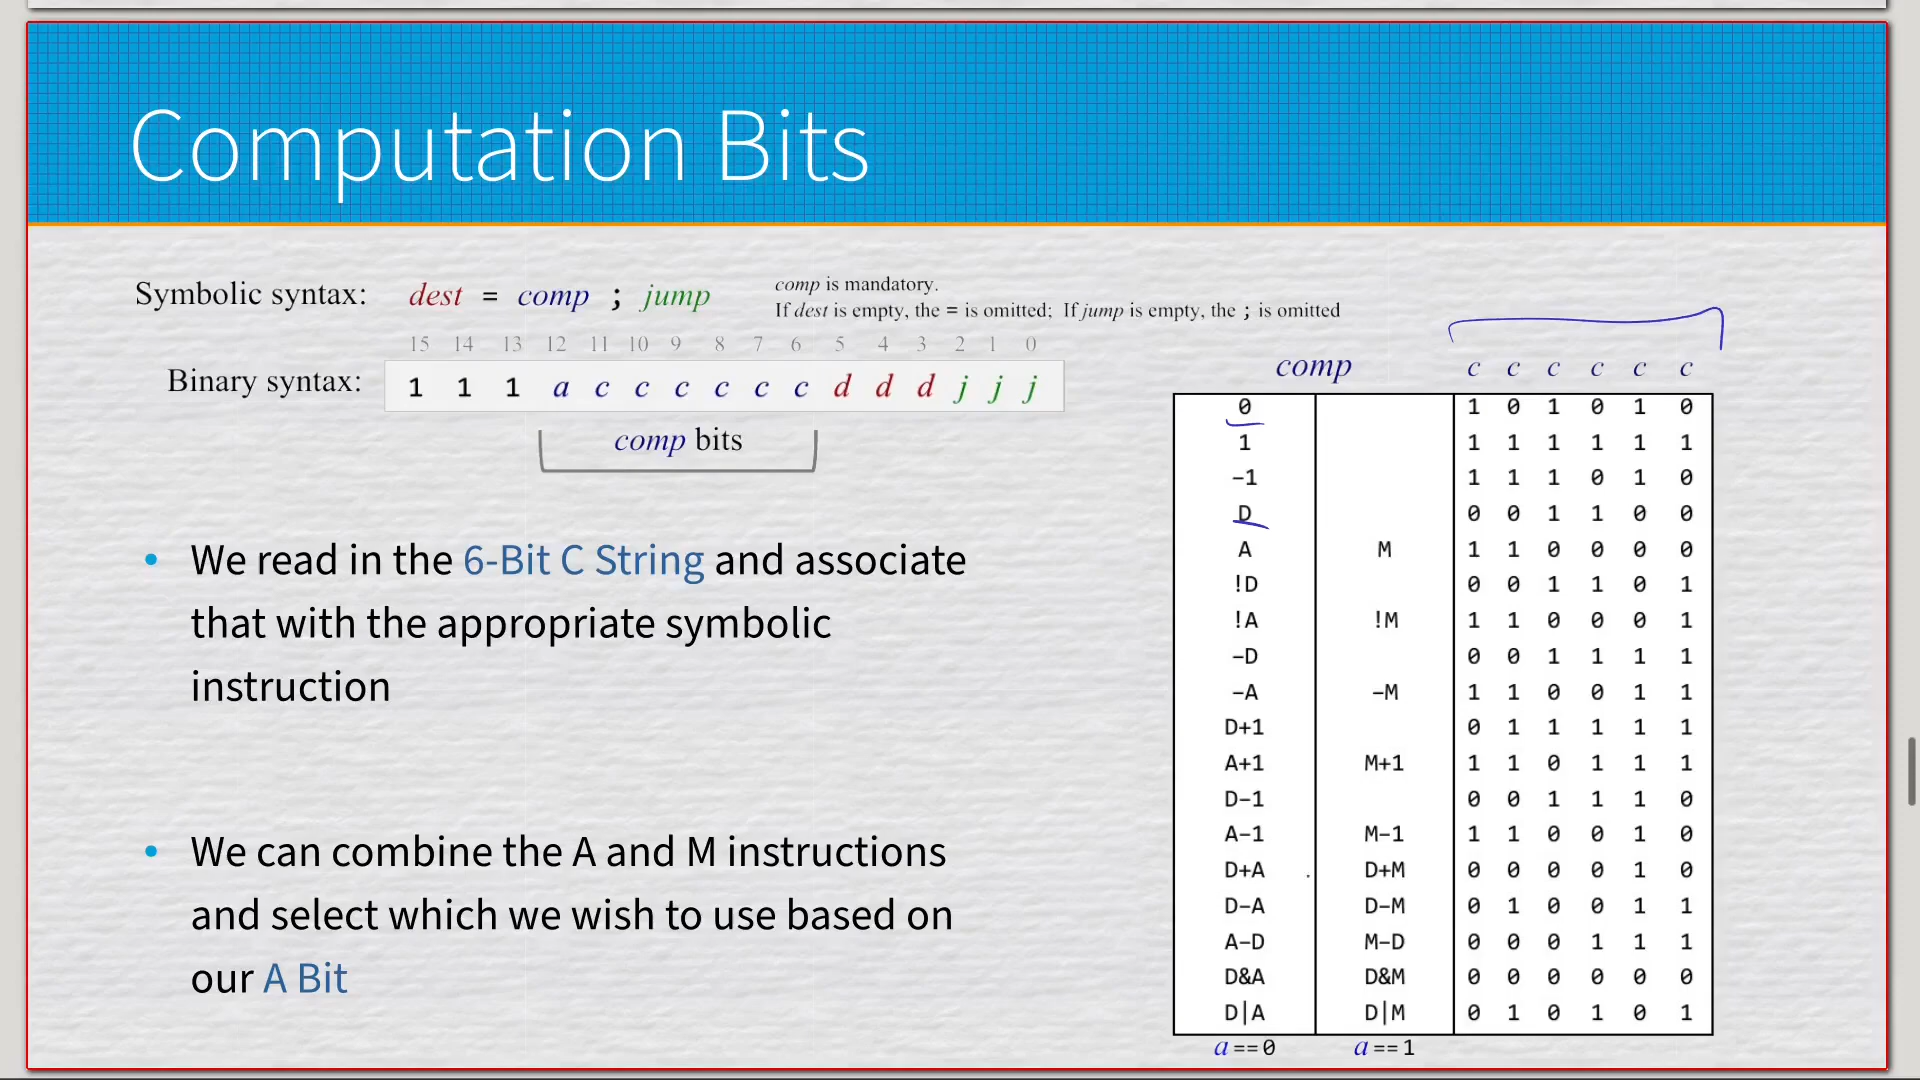 Computation Bits
Symbolic syntax: dest = comp ; jump
comp is mandatory.
If dest is empty, the = is omitted; If jump is empty, the ; is omitted
15 14 13 12 11 10 9 8 7 6 5 4 3 2 1 0
Binary syntax: 1 1 1 a c c c c c c d d d j j j
comp bits
• We read in the 6-Bit C String and associate
that with the appropriate symbolic
instruction
• We can combine the A and M instructions
and select which we wish to use based on
our A Bit
comp c c c c c c
0 1 0 1 0 1 0
1 1 1 1 1 1 1
−1 1 1 1 0 1 0
D 0 0 1 1 0 0
A M 1 1 0 0 0 0
!D 0 0 1 1 0 1
!A !M 1 1 0 0 0 1
−D 0 0 1 1 1 1
−A −M 1 1 0 0 1 1
D+1 0 1 1 1 1 1
A+1 M+1 1 1 0 1 1 1
D−1 0 0 1 1 1 0
A−1 M−1 1 1 0 0 1 0
D+A D+M 0 0 0 0 1 0
D−A D−M 0 1 0 0 1 1
A−D M−D 0 0 0 1 1 1
D&A D&M 0 0 0 0 0 0
D|A D|M 0 1 0 1 0 1
a==0 a==1